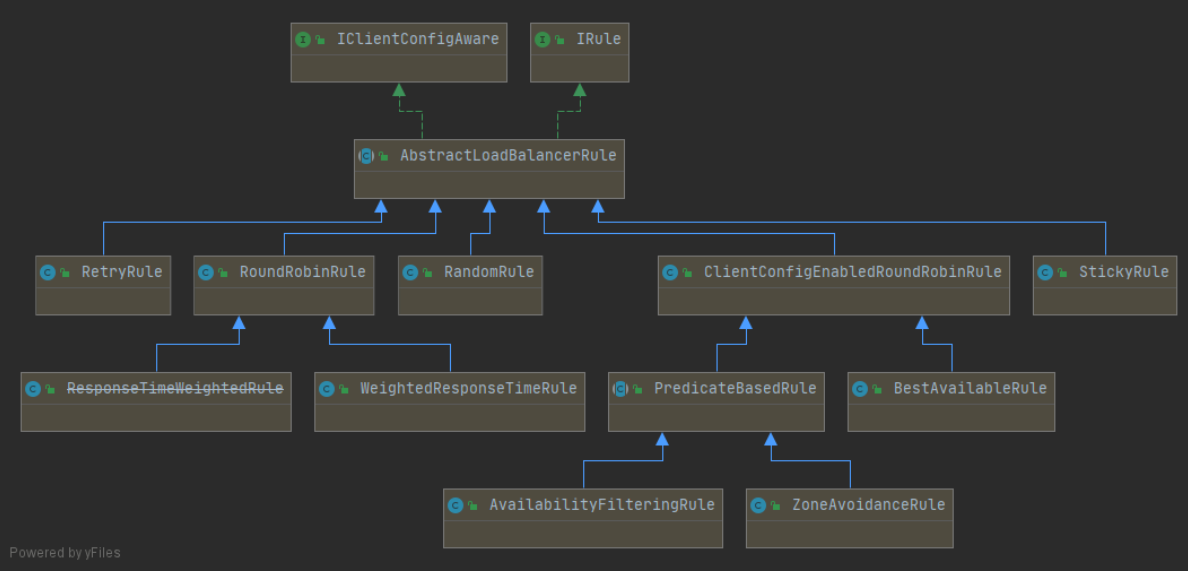 IClientConfigAware
IRule
AbstractLoadBalancerRule
RetryRule
RoundRobinRule
RandomRule
ClientConfigEnabledRoundRobinRule
StickyRule
ResponseTimeWeightedRule
WeightedResponseTimeRule
PredicateBasedRule
BestAvailableRule
AvailabilityFilteringRule
ZoneAvoidanceRule
Powered by yFiles